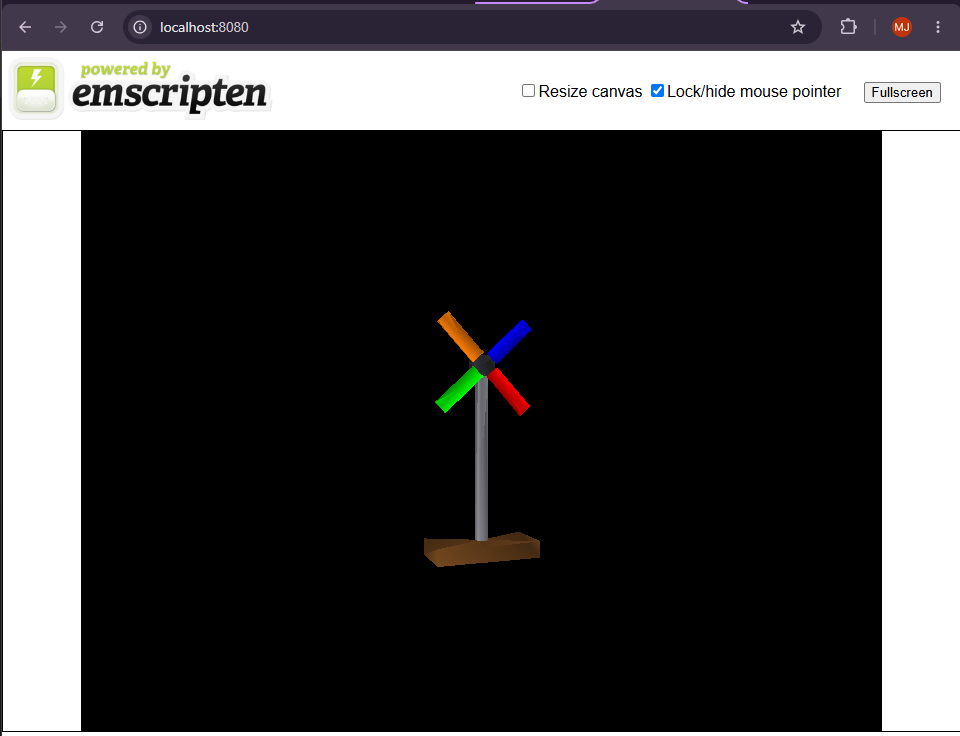 localhost:8080
MJ
powered by
emscripten
Resize canvas Lock/hide mouse pointer Fullscreen